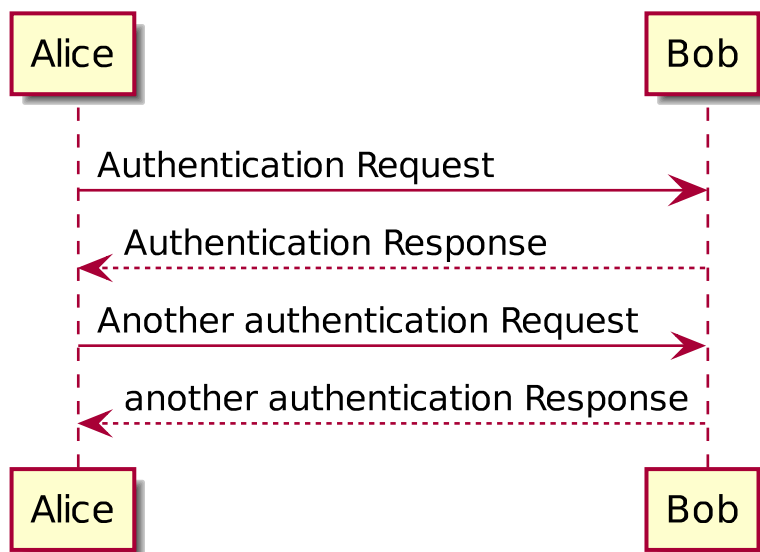 Alice
Bob
Authentication Request
Authentication Response
Another authentication Request
another authentication Response
Alice
Bob